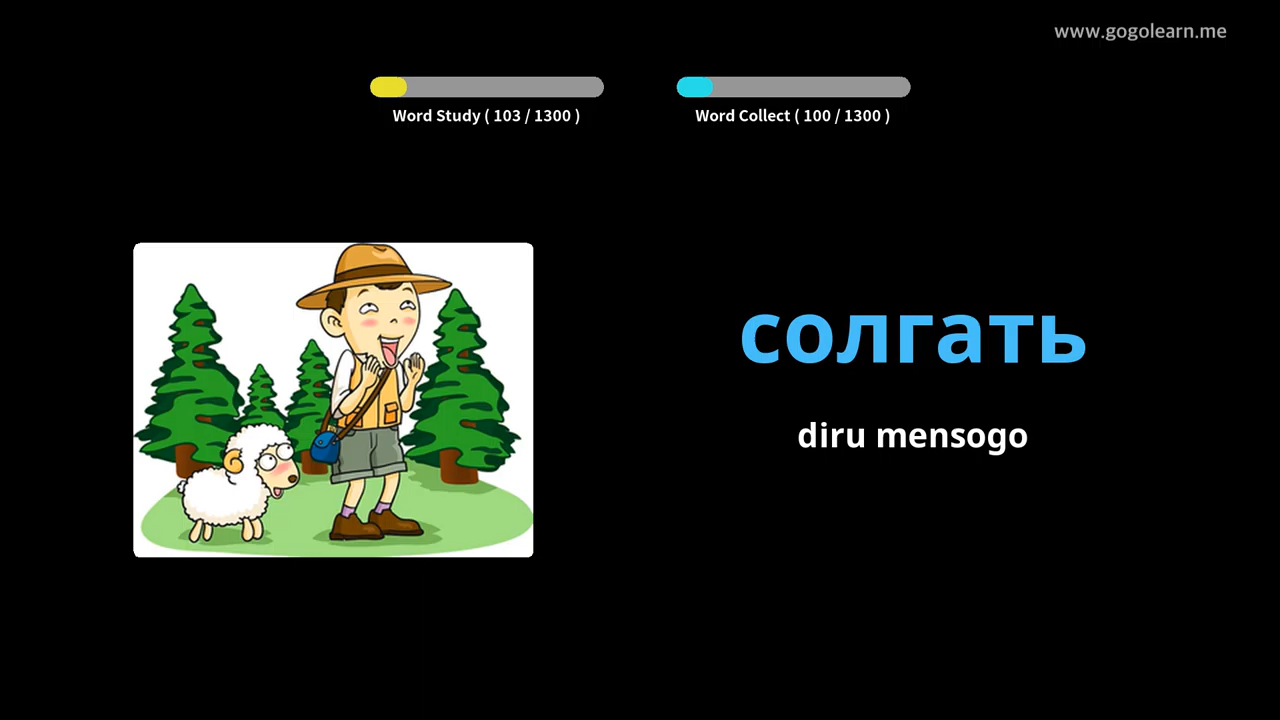 www.gogolearn.me
Word Study ( 103 / 1300 )
Word Collect ( 100 / 1300 )
солгать
diru mensogo